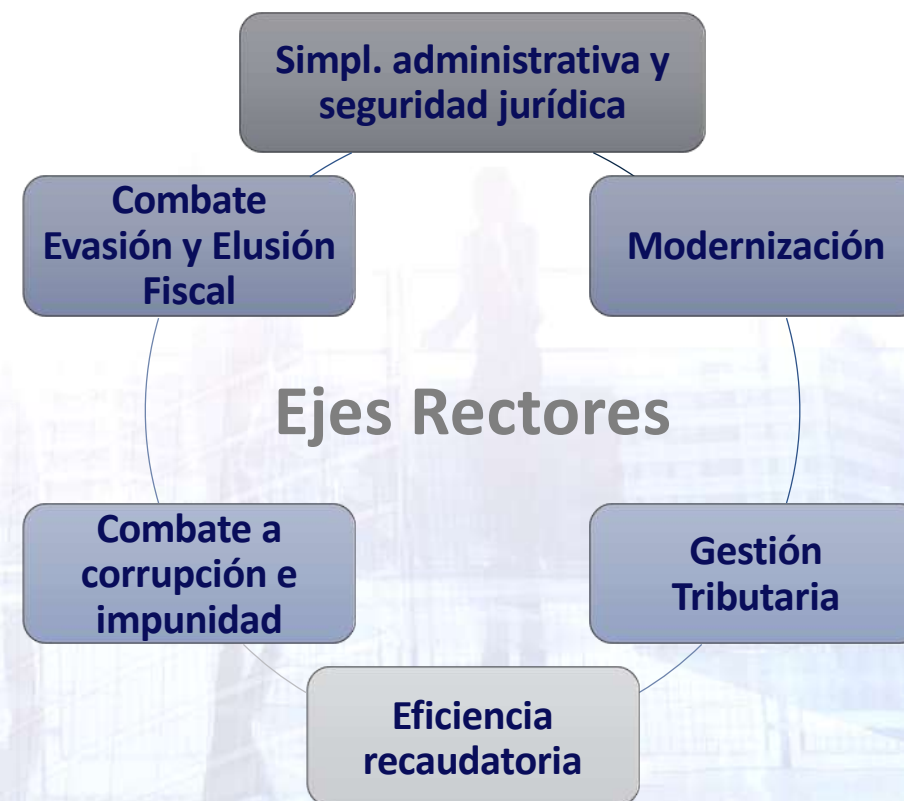 Simpl. administrativa y
seguridad jurídica
Combate
Evasión y Elusión
Fiscal
Modernización
Ejes Rectores
Combate a
corrupción e
impunidad
Gestión
Tributaria
Eficiencia
recaudatoria